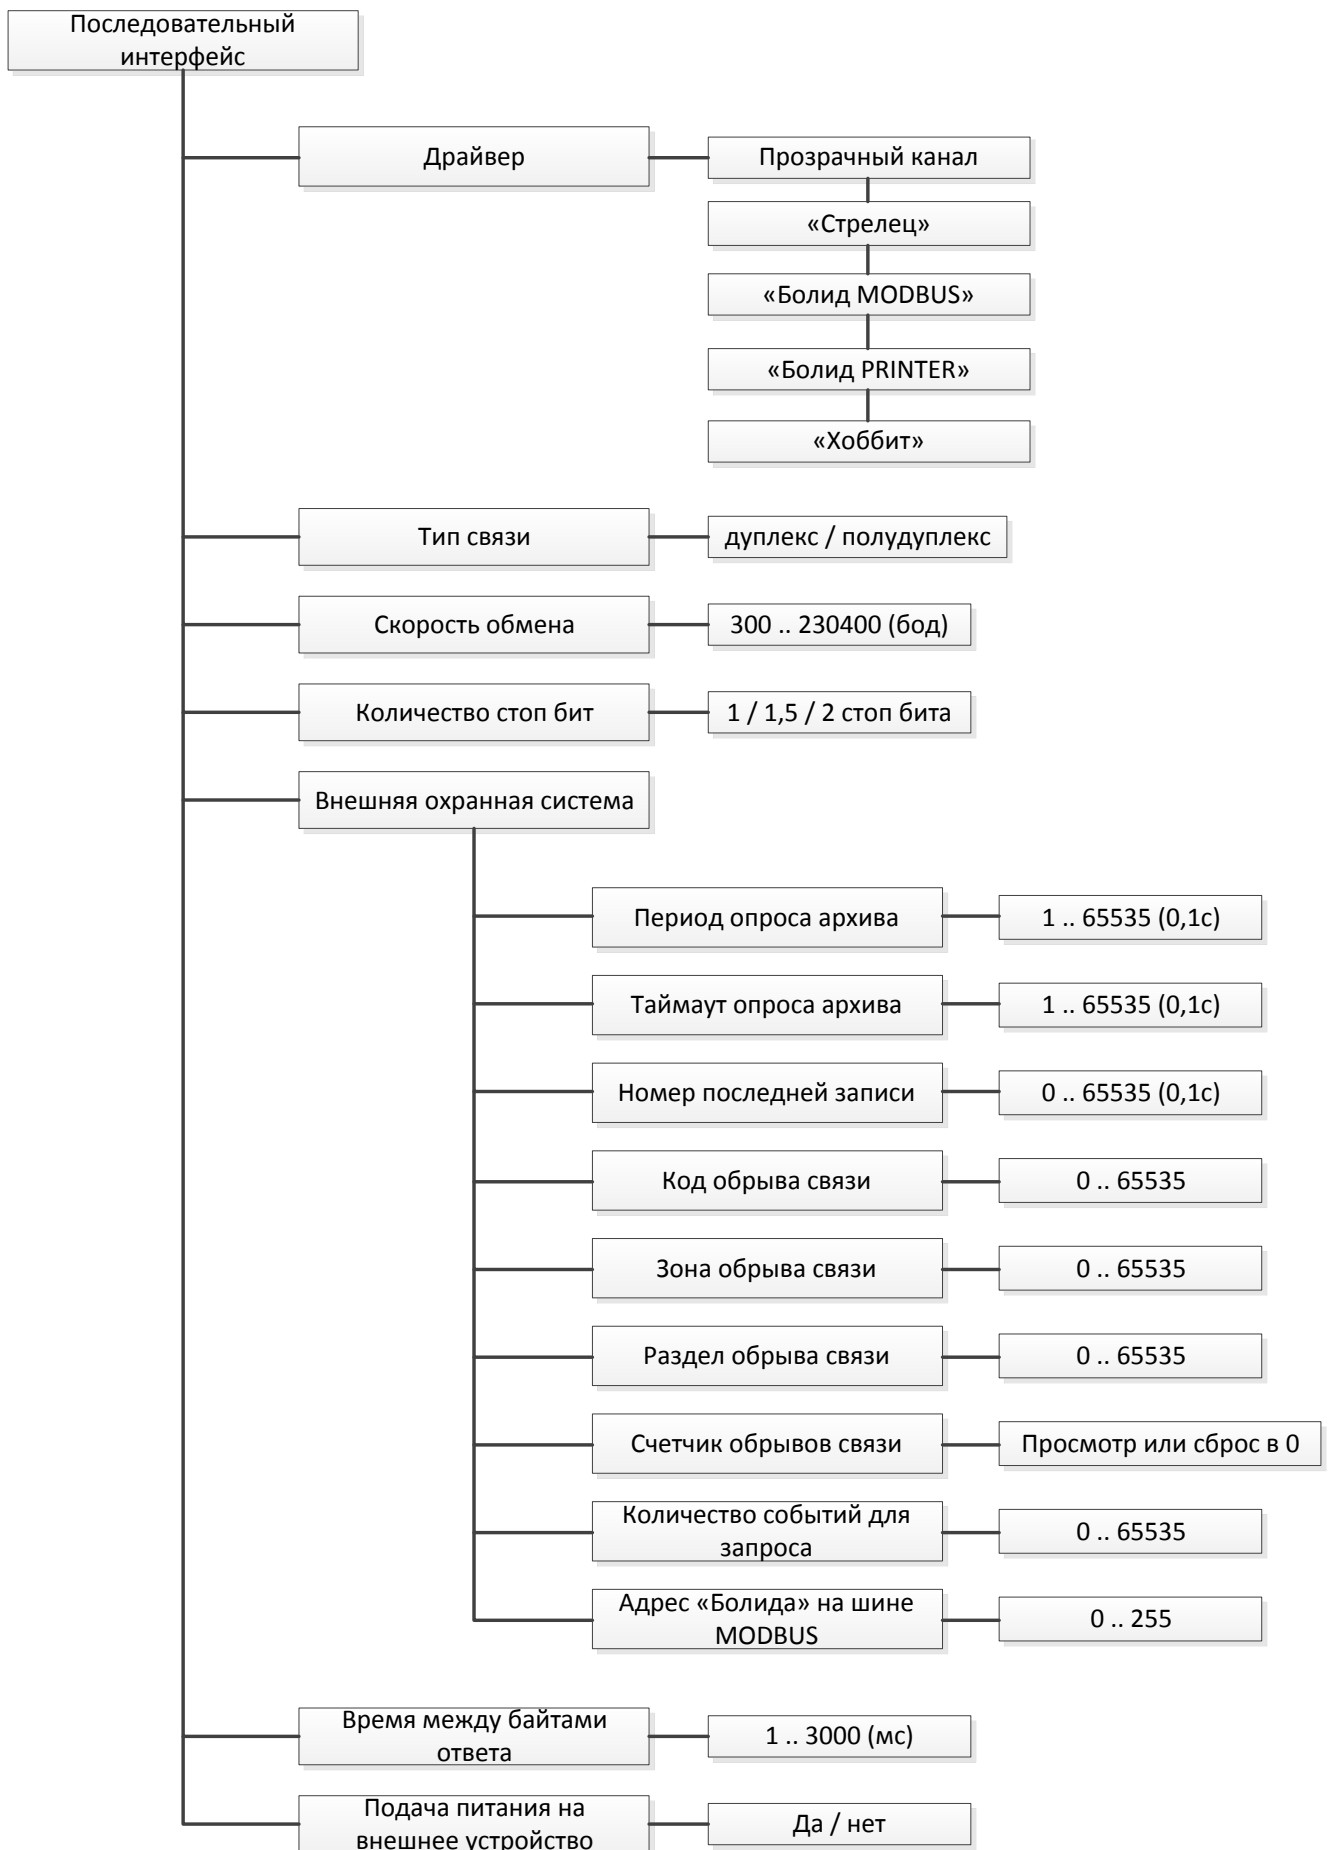 Последовательный
интерфейс
Драйвер
Прозрачный канал
«Стрелец»
«Болид MODBUS»
«Болид PRINTER»
«Хоббит»
Тип связи
дуплекс / полудуплекс
Скорость обмена
300 .. 230400 (бод)
Количество стоп бит
1 / 1,5 / 2 стоп бита
Внешняя охранная система
Период опроса архива
1 .. 65535 (0,1с)
Таймаут опроса архива
1 .. 65535 (0,1с)
Номер последней записи
0 .. 65535 (0,1с)
Код обрыва связи
0 .. 65535
Зона обрыва связи
0 .. 65535
Раздел обрыва связи
0 .. 65535
Счетчик обрывов связи
Просмотр или сброс в 0
Количество событий для
запроса
0 .. 65535
Адрес «Болида» на шине
MODBUS
0 .. 255
Время между байтами
ответа
1 .. 3000 (мс)
Подача питания на
внешнее устройство
Да / нет